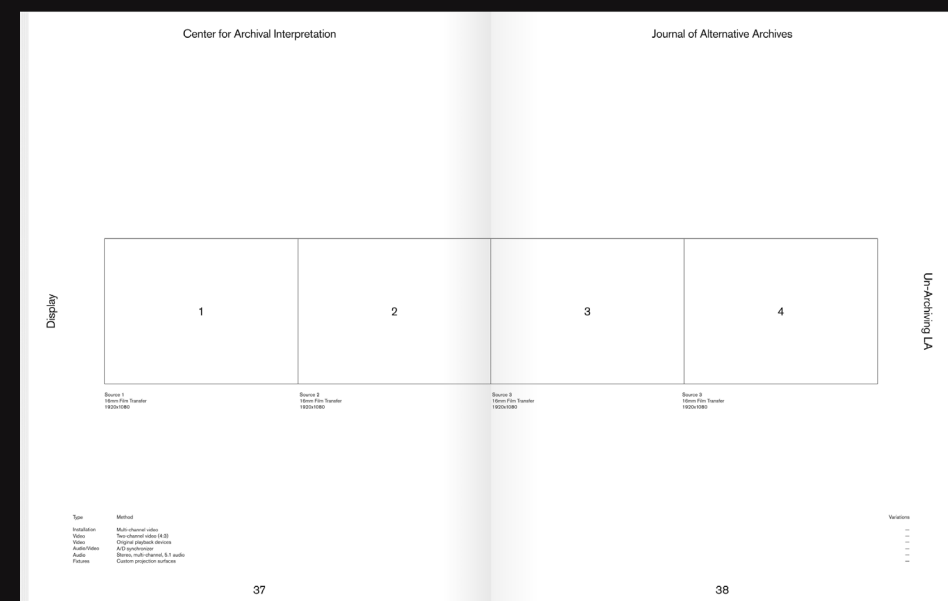 Center for Archival Interpretation
Journal of Alternative Archives
Display
Un-Archiving LA
1
2
3
4
Source 1
16mm Film Transfer
1920x1080
Source 2
16mm Film Transfer
1920x1080
Source 3
16mm Film Transfer
1920x1080
Source 3
16mm Film Transfer
1920x1080
Type Method Variations
Installation Multi-channel video —
Video Two-channel video (4:3) —
Video Original playback devices —
Audio/Video A/D synchronizer —
Audio Stereo, multi-channel, 5.1 audio —
Fixtures Custom projection surfaces —
37
38